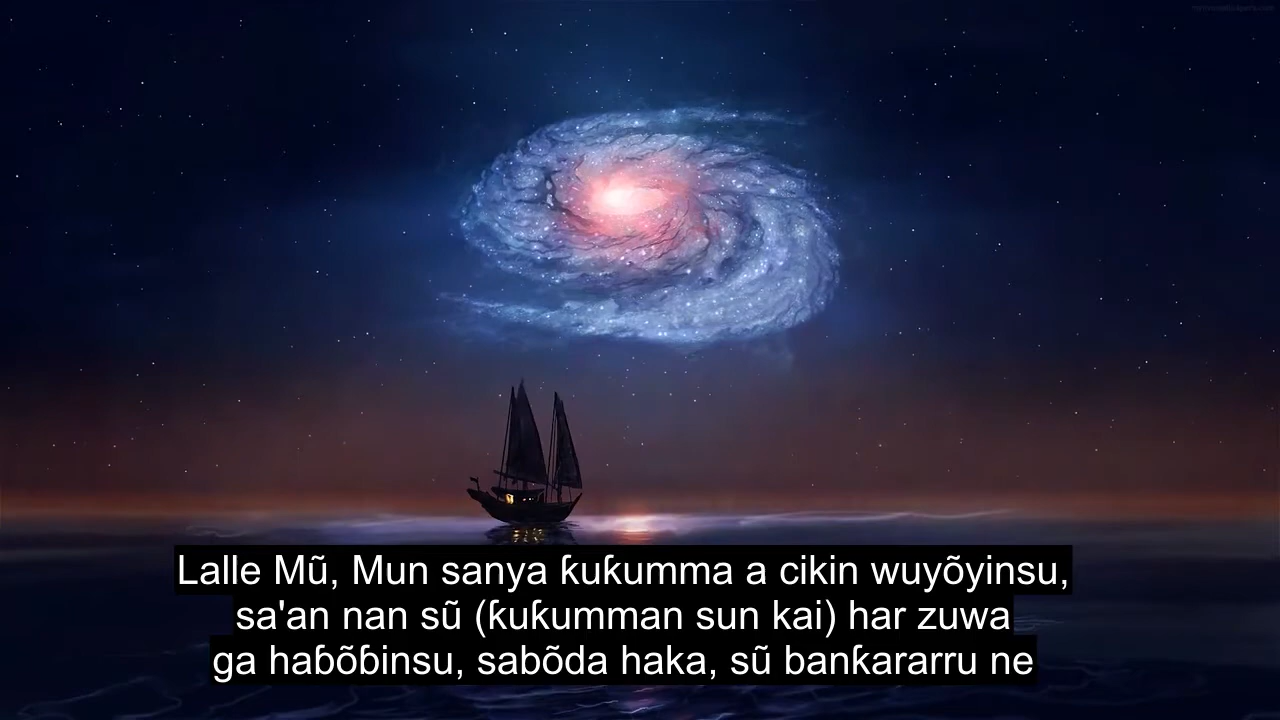 Lalle Mũ, Mun sanya ƙuƙumma a cikin wuyõyinsu,
sa'an nan sũ (ƙuƙumman sun kai) har zuwa
ga haɓõɓinsu, sabõda haka, sũ banƙararru ne